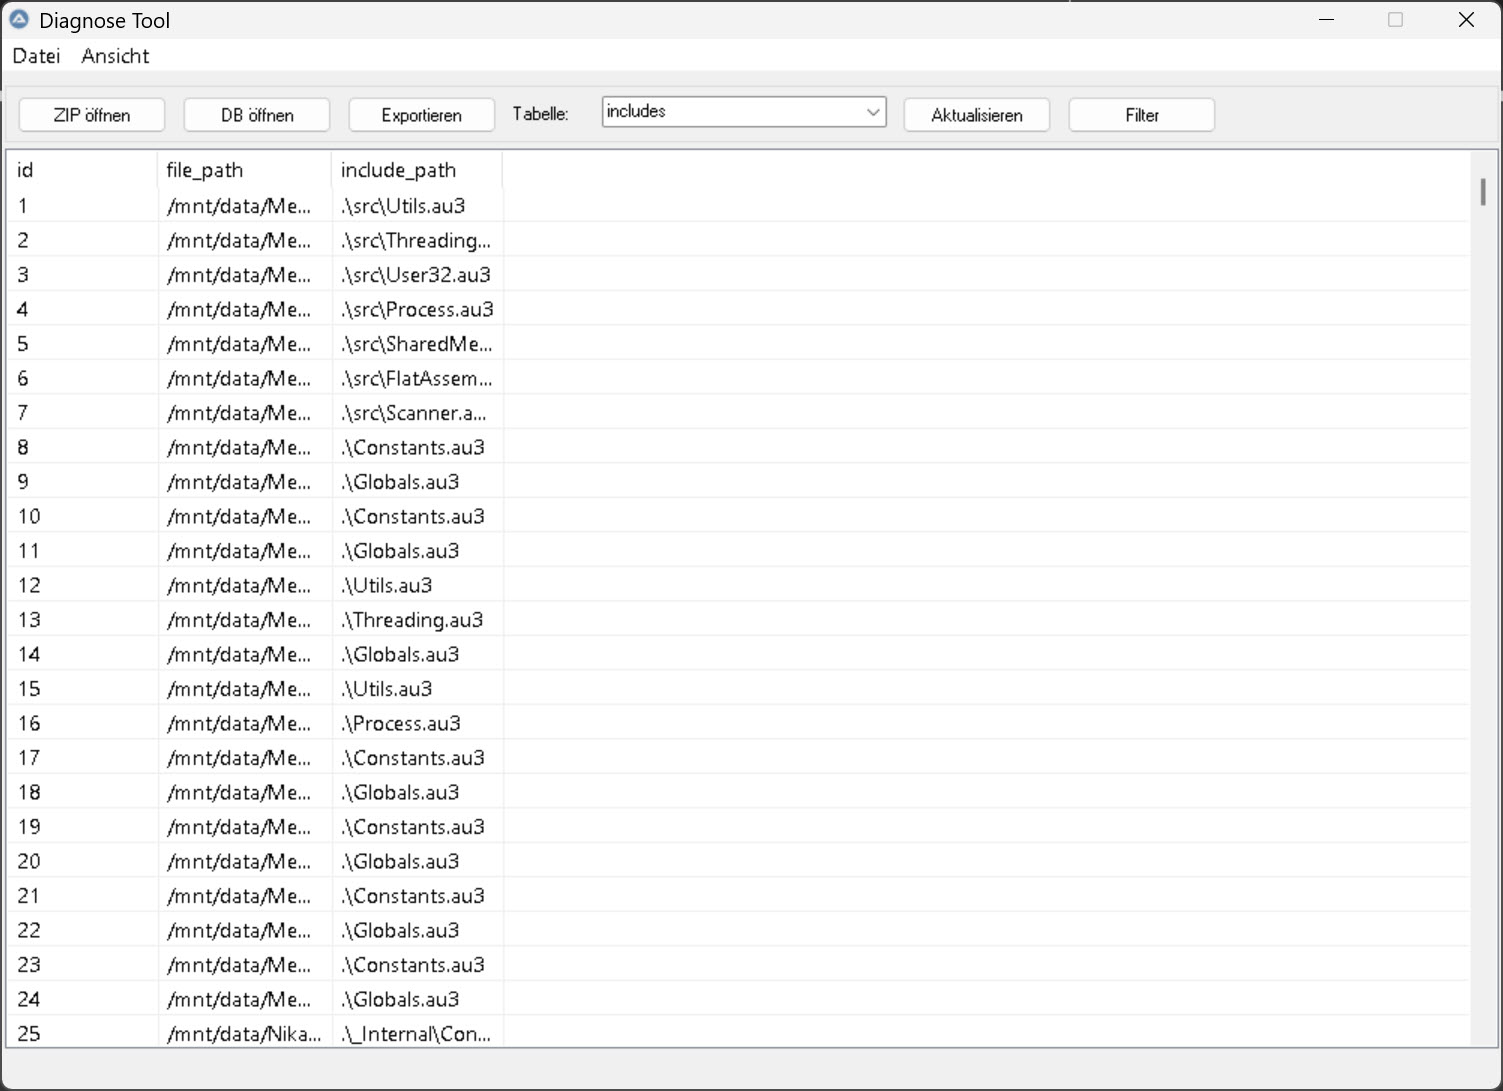 Diagnose Tool
Datei Ansicht
ZIP öffnen DB öffnen Exportieren Tabelle: includes Aktualisieren Filter
id file_path include_path
1 /mnt/data/Me... .\src\Utils.au3
2 /mnt/data/Me... .\src\Threading...
3 /mnt/data/Me... .\src\User32.au3
4 /mnt/data/Me... .\src\Process.au3
5 /mnt/data/Me... .\src\SharedMe...
6 /mnt/data/Me... .\src\FlatAssem...
7 /mnt/data/Me... .\src\Scanner.a...
8 /mnt/data/Me... .\Constants.au3
9 /mnt/data/Me... .\Globals.au3
10 /mnt/data/Me... .\Constants.au3
11 /mnt/data/Me... .\Globals.au3
12 /mnt/data/Me... .\Utils.au3
13 /mnt/data/Me... .\Threading.au3
14 /mnt/data/Me... .\Globals.au3
15 /mnt/data/Me... .\Utils.au3
16 /mnt/data/Me... .\Process.au3
17 /mnt/data/Me... .\Constants.au3
18 /mnt/data/Me... .\Globals.au3
19 /mnt/data/Me... .\Constants.au3
20 /mnt/data/Me... .\Globals.au3
21 /mnt/data/Me... .\Constants.au3
22 /mnt/data/Me... .\Globals.au3
23 /mnt/data/Me... .\Constants.au3
24 /mnt/data/Me... .\Globals.au3
25 /mnt/data/Nika... .\_Internal\Con...